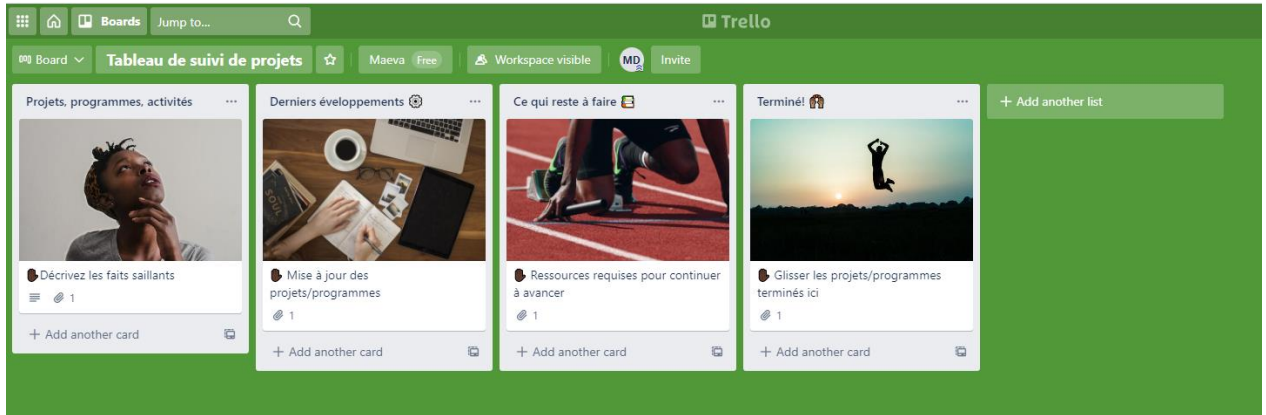 Boards
Jump to...
Trello
Board
Tableau de suivi de projets
Maeva Free
Workspace visible
MD
Invite
Projets, programmes, activités
Décrivez les faits saillants
1
+ Add another card
Derniers éveloppements
SOUL
Mise à jour des
projets/programmes
1
+ Add another card
Ce qui reste à faire
Ressources requises pour continuer
à avancer
1
+ Add another card
Terminé!
Glisser les projets/programmes
terminés ici
1
+ Add another card
+ Add another list